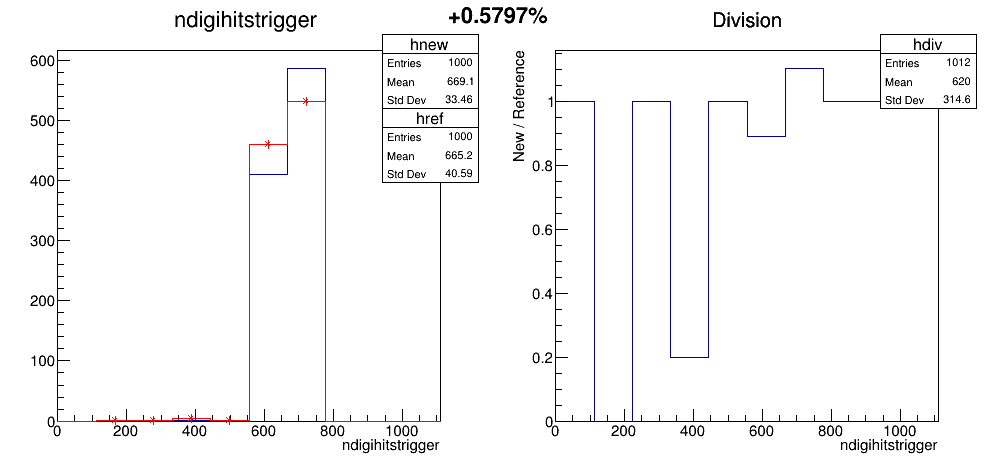 +0.5797%
ndigihitstrigger
hnew
Entries 1000
Mean 669.1
Std Dev 33.46
href
Entries 1000
Mean 665.2
Std Dev 40.59
600
500
400
300
200
100
0
0 200 400 600 800 1000
ndigihitstrigger
Division
hdiv
Entries 1012
Mean 620
Std Dev 314.6
New / Reference
1
0.8
0.6
0.4
0.2
0
0 200 400 600 800 1000
ndigihitstrigger